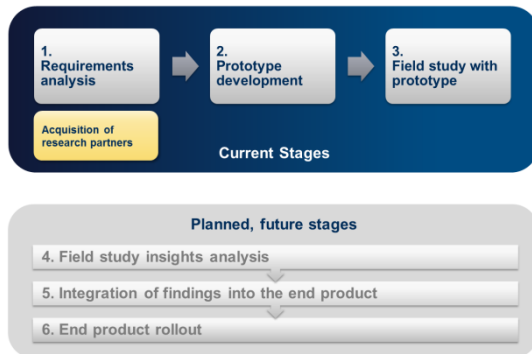 1.
Requirements
analysis
2.
Prototype
development
3.
Field study with
prototype
Acquisition of
research partners
Current Stages
Planned, future stages
4. Field study insights analysis
5. Integration of findings into the end product
6. End product rollout